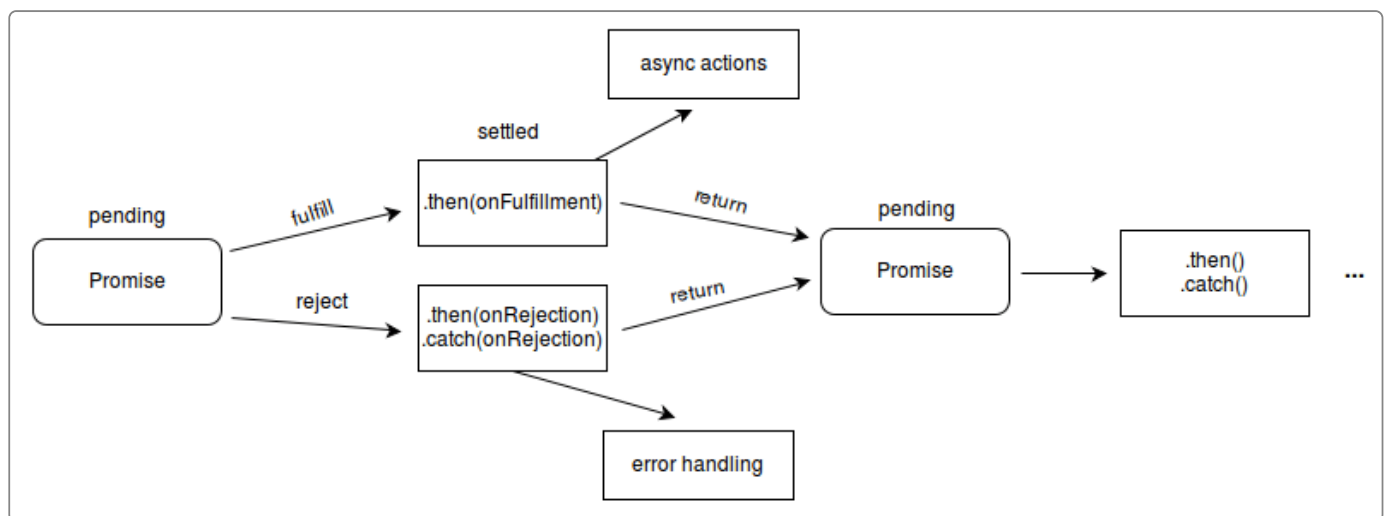 async actions
settled
.then(onFulfillment)
pending
fulfill
return
pending
Promise
Promise
.then()
.catch()
...
reject
.then(onRejection)
.catch(onRejection)
return
error handling